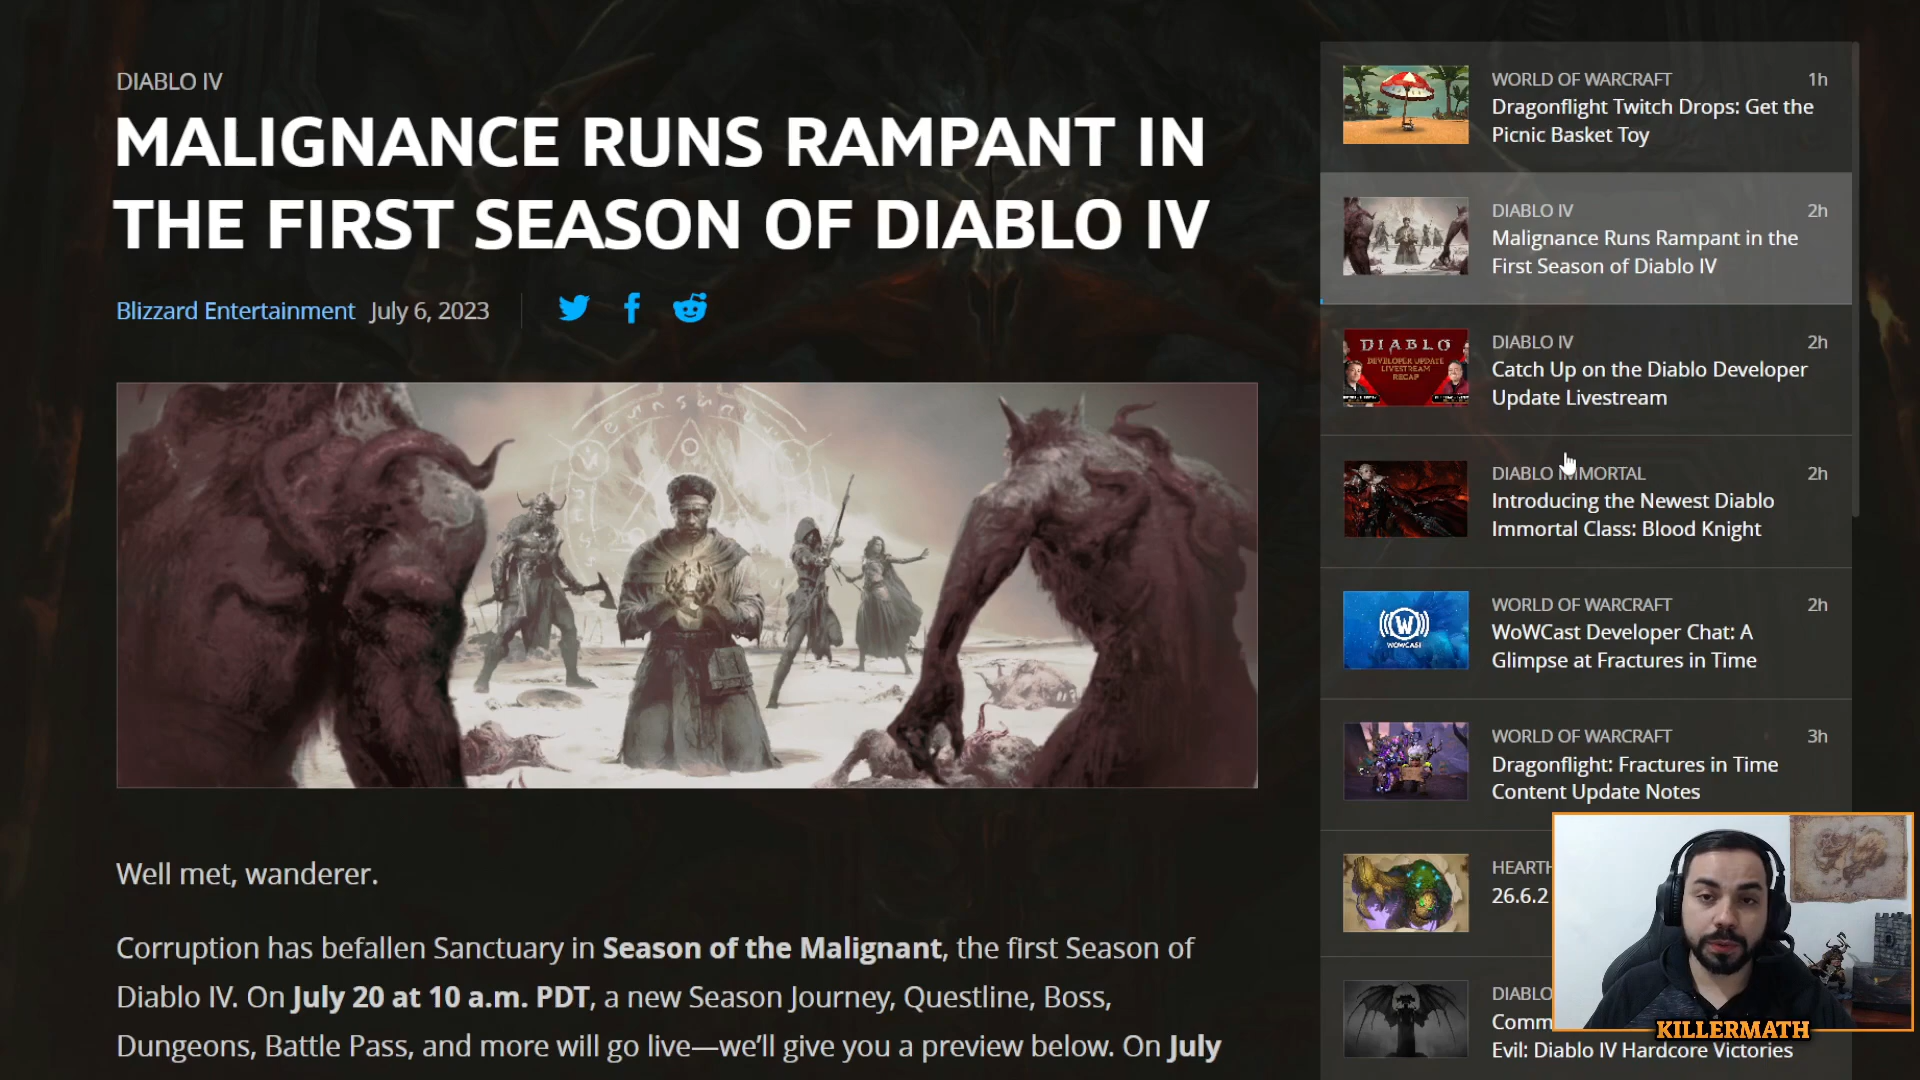 DIABLO IV
MALIGNANCE RUNS RAMPANT IN
THE FIRST SEASON OF DIABLO IV
Blizzard Entertainment July 6, 2023
Well met, wanderer.
Corruption has befallen Sanctuary in Season of the Malignant, the first Season of
Diablo IV. On July 20 at 10 a.m. PDT, a new Season Journey, Questline, Boss,
Dungeons, Battle Pass, and more will go live—we'll give you a preview below. On July
WORLD OF WARCRAFT 1h
Dragonflight Twitch Drops: Get the
Picnic Basket Toy
DIABLO IV 2h
Malignance Runs Rampant in the
First Season of Diablo IV
DIABLO
DEVELOPER UPDATE
LIVESTREAM
RECAP
DIABLO IV 2h
Catch Up on the Diablo Developer
Update Livestream
DIABLO IMMORTAL 2h
Introducing the Newest Diablo
Immortal Class: Blood Knight
W
WOWCAST
WORLD OF WARCRAFT 2h
WoWCast Developer Chat: A
Glimpse at Fractures in Time
WORLD OF WARCRAFT 3h
Dragonflight: Fractures in Time
Content Update Notes
HEARTH
26.6.2
DIABLO
Comm
Evil: Diablo IV Hardcore Victories
KILLERMATH